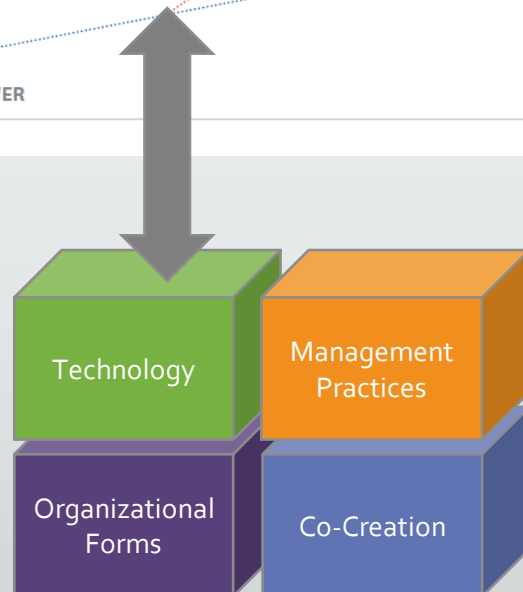 Technology
Management
Practices
Organizational
Forms
Co-Creation